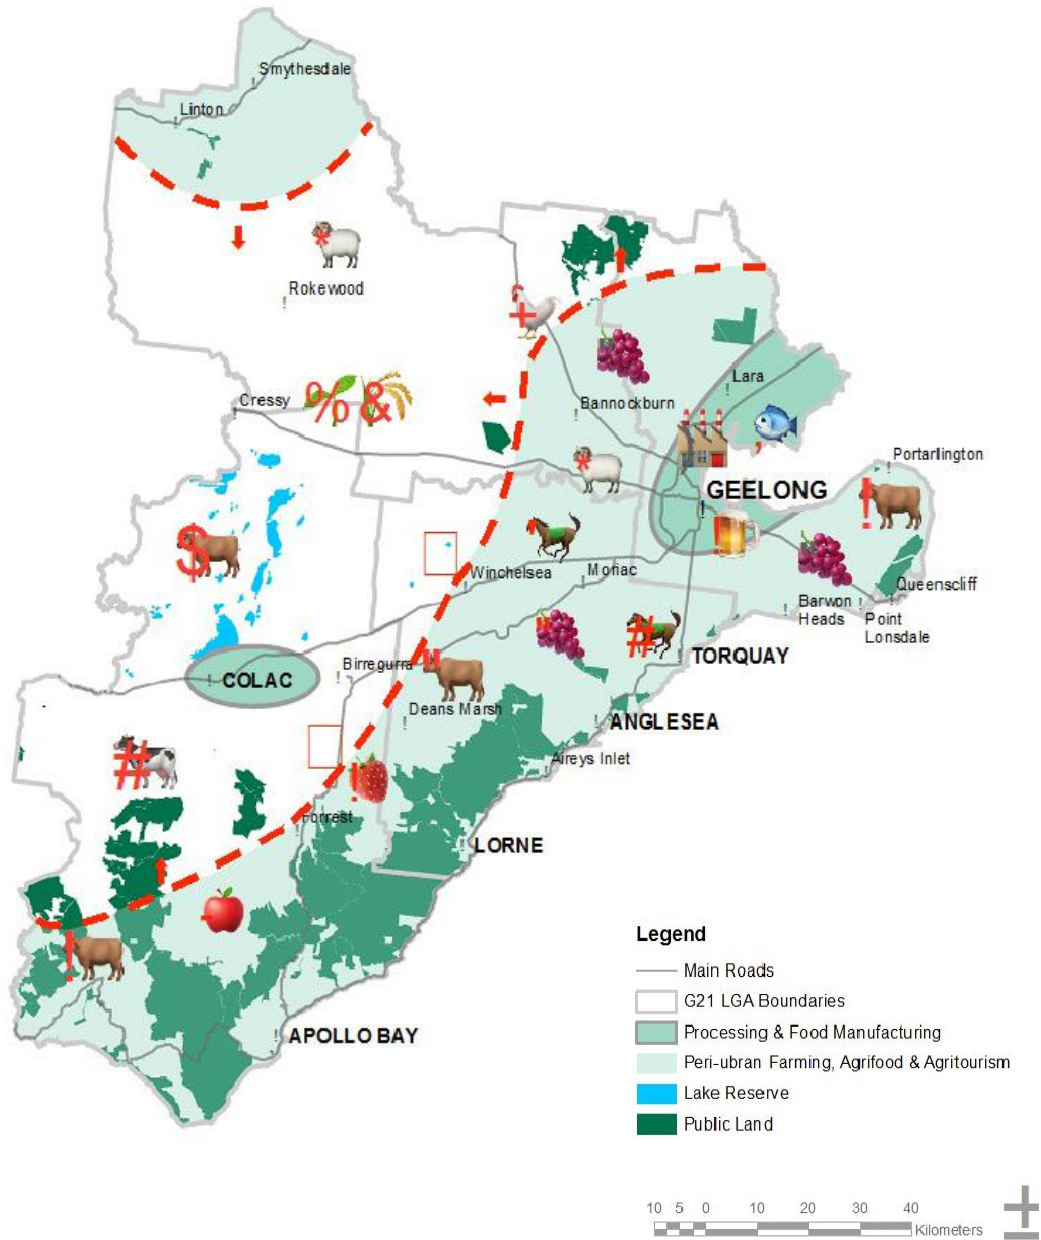 Smythesdale
Linton
Rokewood
Cressy
Lara
Bannockburn
Portarlington
GEELONG
Winchelsea
Moriac
Queenscliff
Barwon
Heads
Point
Lonsdale
Birregurra
TORQUAY
COLAC
Deans Marsh
ANGLESEA
Aireys Inlet
Forrest
LORNE
APOLLO BAY
Legend
Main Roads
G21 LGA Boundaries
Processing & Food Manufacturing
Peri-ubran Farming, Agrifood & Agritourism
Lake Reserve
Public Land
10 5 0 10 20 30 40
Kilometers